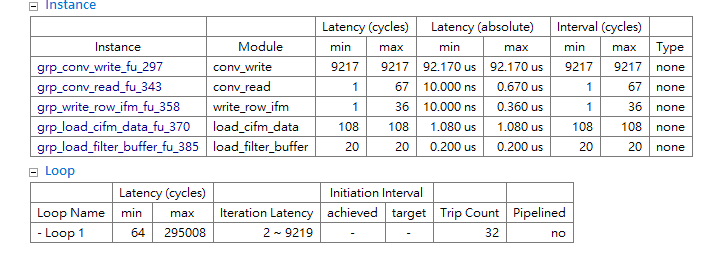 Instance
Latency (cycles) Latency (absolute) Interval (cycles)
Instance Module min max min max min max Type
grp_conv_write_fu_297 conv_write 9217 9217 92.170 us 92.170 us 9217 9217 none
grp_conv_read_fu_343 conv_read 1 67 10.000 ns 0.670 us 1 67 none
grp_write_row_ifm_fu_358 write_row_ifm 1 36 10.000 ns 0.360 us 1 36 none
grp_load_cifm_data_fu_370 load_cifm_data 108 108 1.080 us 1.080 us 108 108 none
grp_load_filter_buffer_fu_385 load_filter_buffer 20 20 0.200 us 0.200 us 20 20 none
Loop
Latency (cycles) Initiation Interval
Loop Name min max Iteration Latency achieved target Trip Count Pipelined
- Loop 1 64 295008 2 ~ 9219 - - 32 no